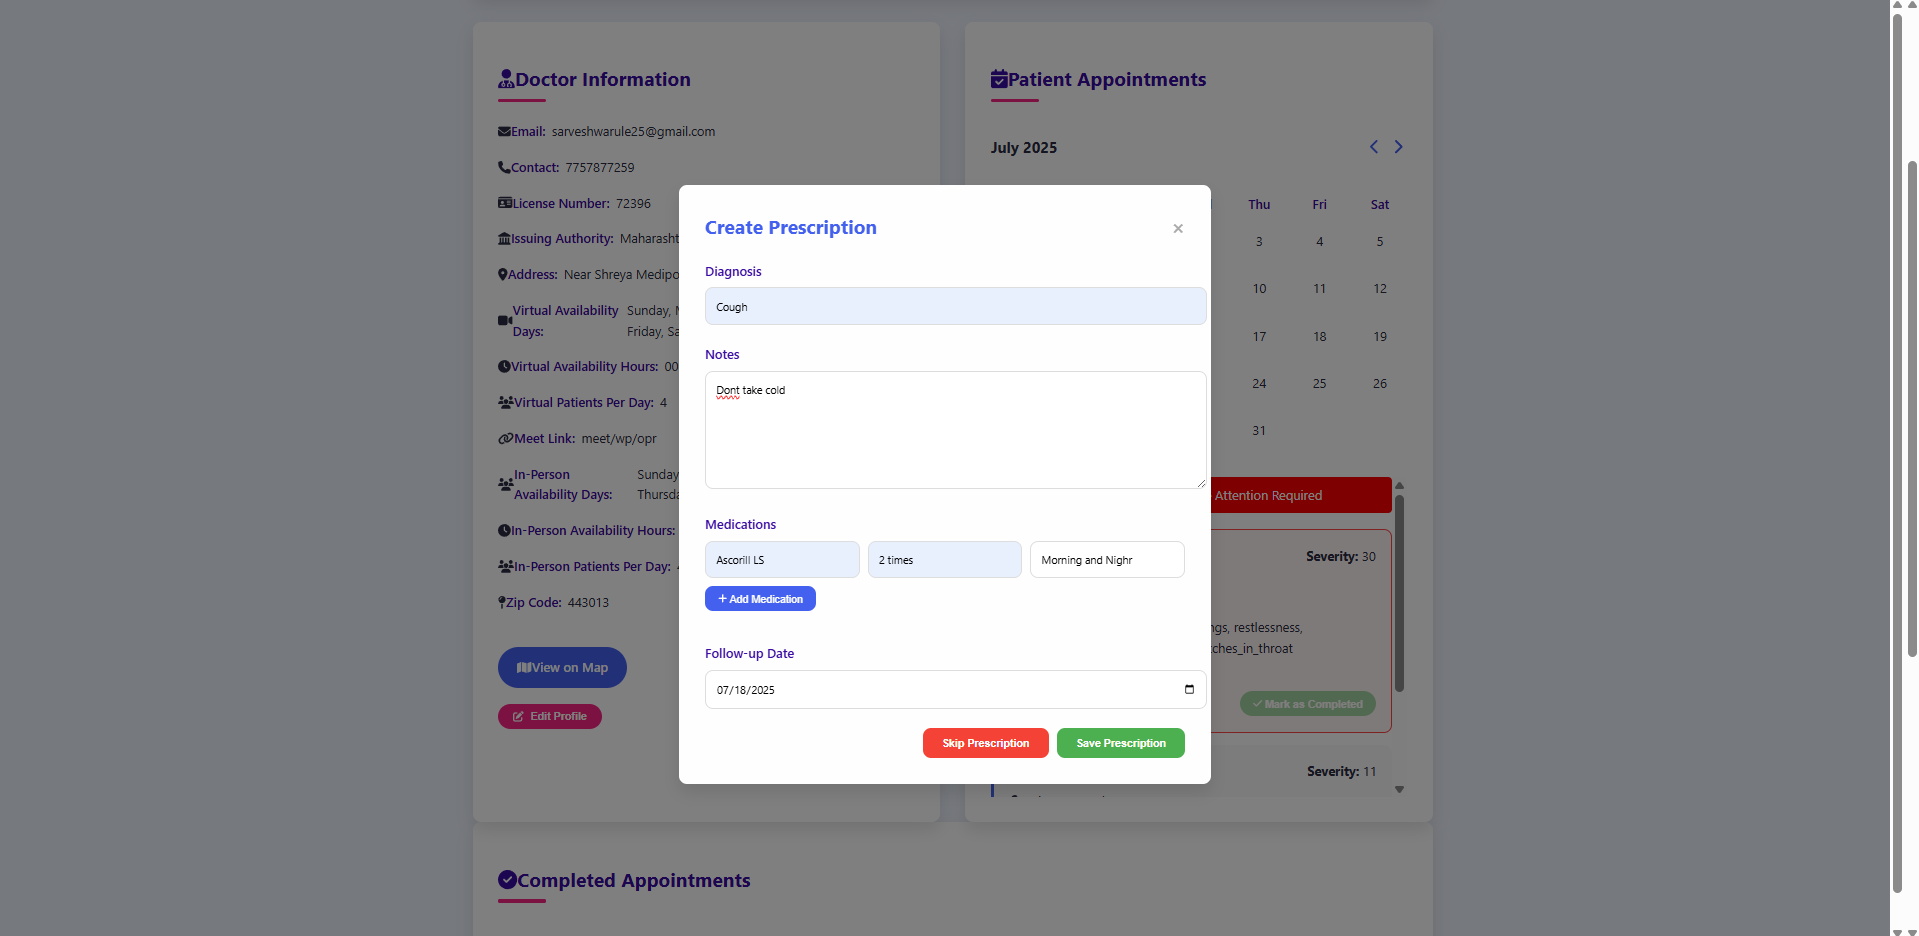 Doctor Information
Email: sarveshwarule25@gmail.com
Contact: 7757877259
License Number: 72396
Issuing Authority: Maharasht
Address: Near Shreya Medipo
Virtual Availability Days: Sunday,
Friday, Sa
Virtual Availability Hours: 00
Virtual Patients Per Day: 4
Meet Link: meet/wp/opr
In-Person Availability Days: Sunday
Thursda
In-Person Availability Hours:
In-Person Patients Per Day:
Zip Code: 443013
View on Map
Edit Profile
Patient Appointments
July 2025
Thu Fri Sat
3 4 5
10 11 12
17 18 19
24 25 26
31
Attention Required
Severity: 30
ngs, restlessness,
tches_in_throat
Mark as Completed
Severity: 11
Create Prescription
×
Diagnosis
Cough
Notes
Dont take cold
Medications
Ascorill LS 2 times Morning and Nighr
+ Add Medication
Follow-up Date
07/18/2025
Skip Prescription Save Prescription
Completed Appointments